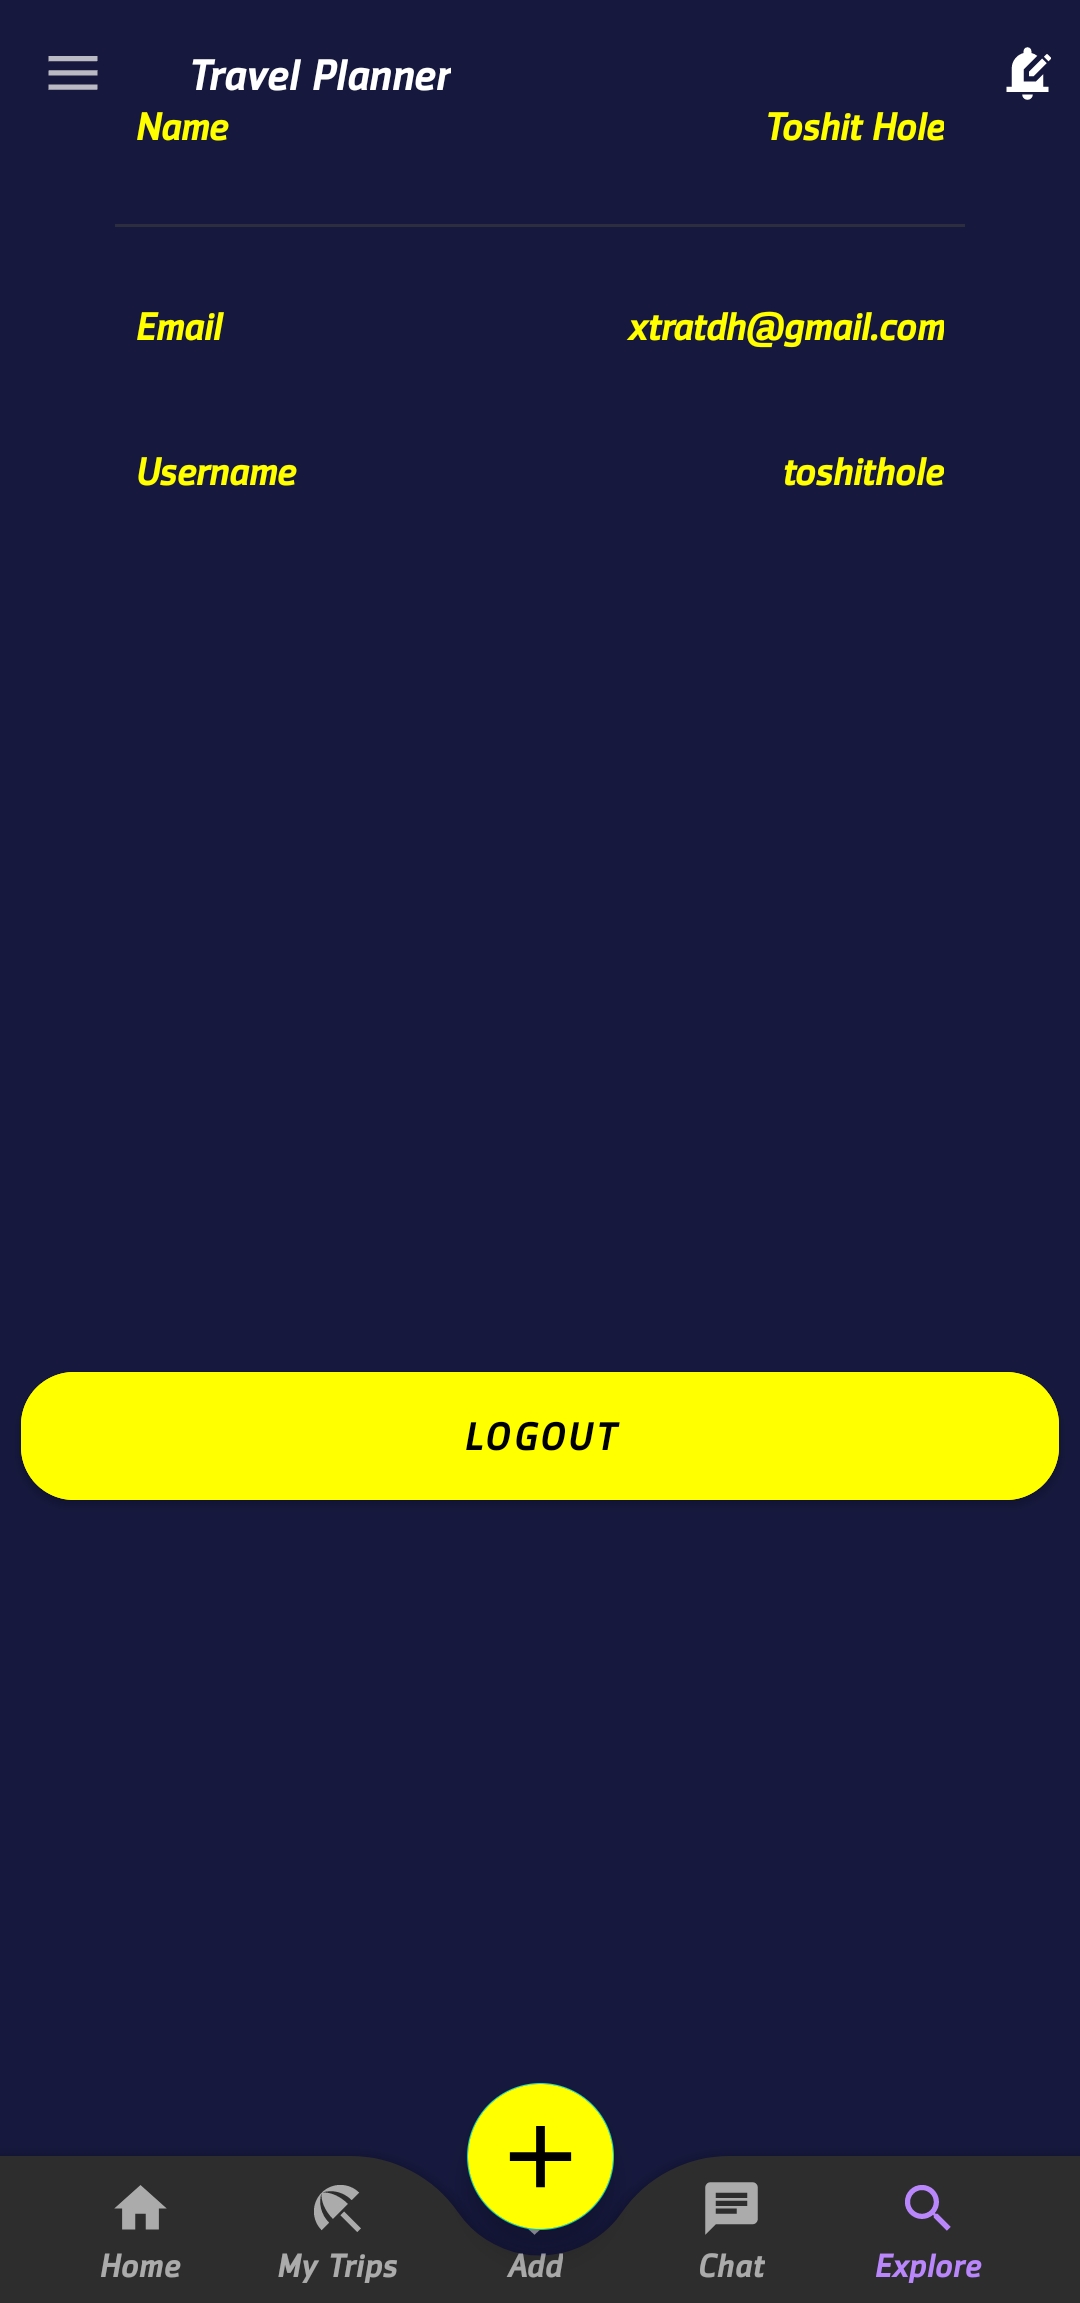 Travel Planner
Name Toshit Hole
Email xtratdh@gmail.com
Username toshithole
LOGOUT
Home My Trips Add Chat Explore